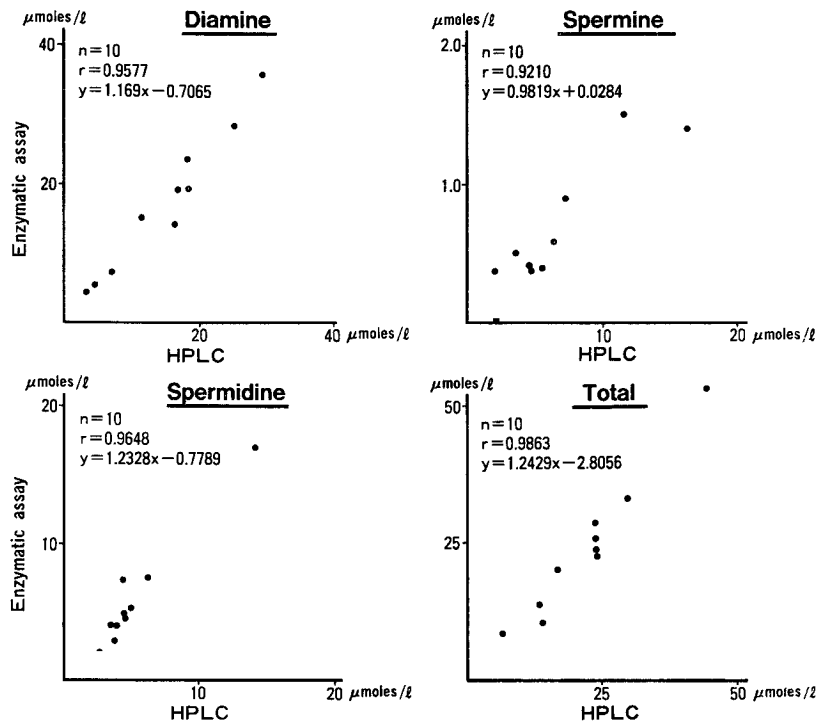 μmoles/ℓ
Diamine
40
n=10
r=0.9577
y=1.169x−0.7065
20
Enzymatic assay
20
40 μmoles/ℓ
HPLC
μmoles/ℓ
Spermine
2.0
n=10
r=0.9210
y=0.9819x+0.0284
1.0
10
20 μmoles/ℓ
HPLC
μmoles/ℓ
Spermidine
20
n=10
r=0.9648
y=1.2328x−0.7789
10
Enzymatic assay
10
20 μmoles/ℓ
HPLC
μmoles/ℓ
Total
50
n=10
r=0.9863
y=1.2429x−2.8056
25
25
50 μmoles/ℓ
HPLC